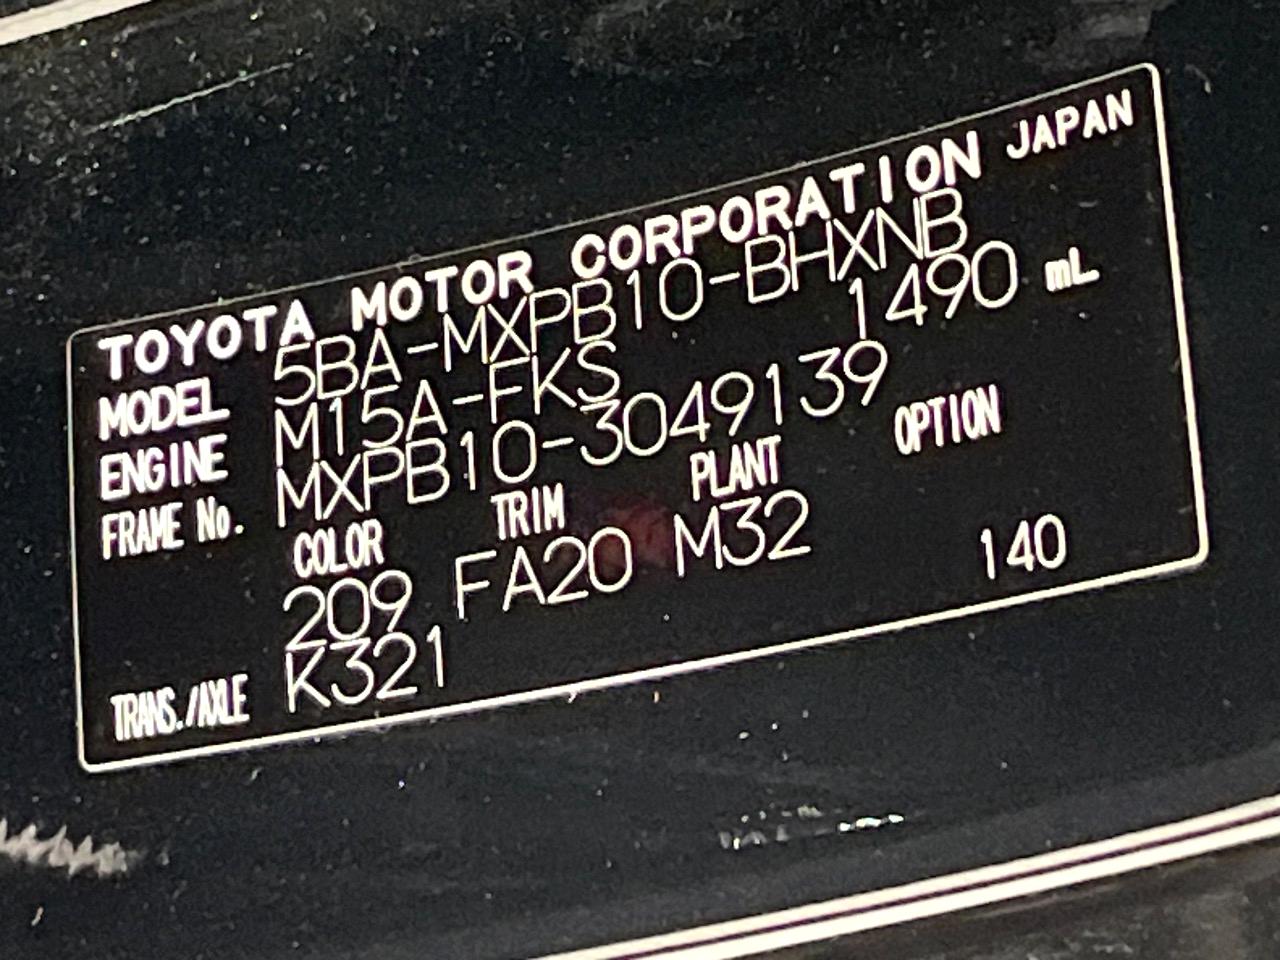 TOYOTA MOTOR CORPORATION JAPAN
MODEL 5BA-MXPB10-BHXNB
ENGINE M15A-FKS 1490 mL
FRAME No. MXPB10-3049139
COLOR TRIM PLANT OPTION
209 FA20 M32 140
TRANS./AXLE K321